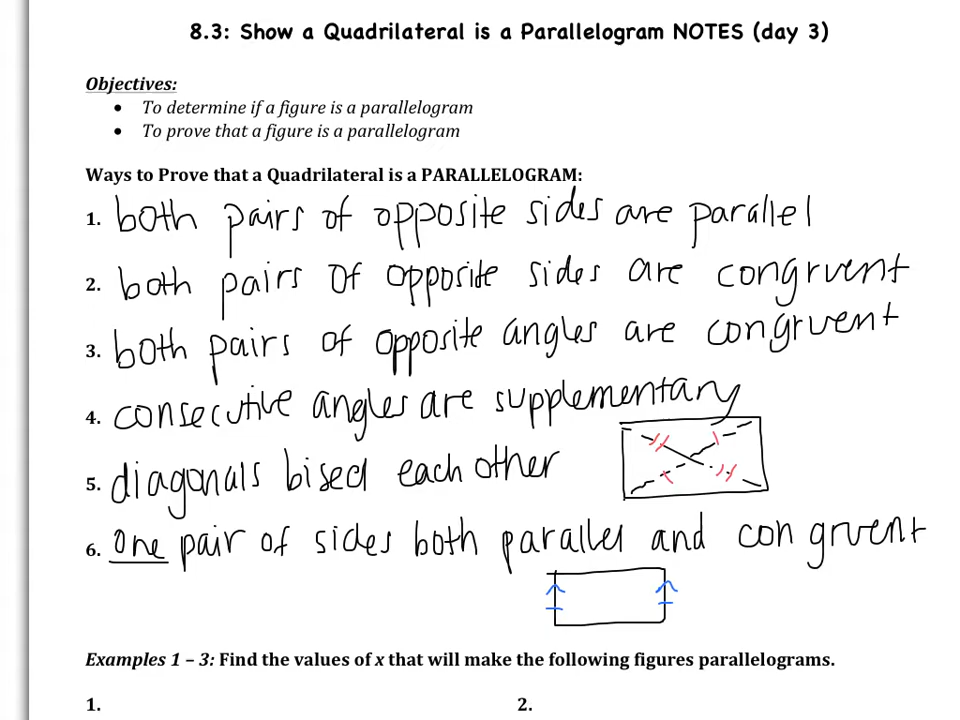 8.3: Show a Quadrilateral is a Parallelogram NOTES (day 3)
Objectives:
• To determine if a figure is a parallelogram
• To prove that a figure is a parallelogram
Ways to Prove that a Quadrilateral is a PARALLELOGRAM:
1. both pairs of opposite sides are parallel
2. both pairs of opposite sides are congruent
3. both pairs of opposite angles are congruent
4. consecutive angles are supplementary
5. diagonals bisect each other
6. one pair of sides both parallel and congruent
Examples 1 – 3: Find the values of x that will make the following figures parallelograms.
1. 2.